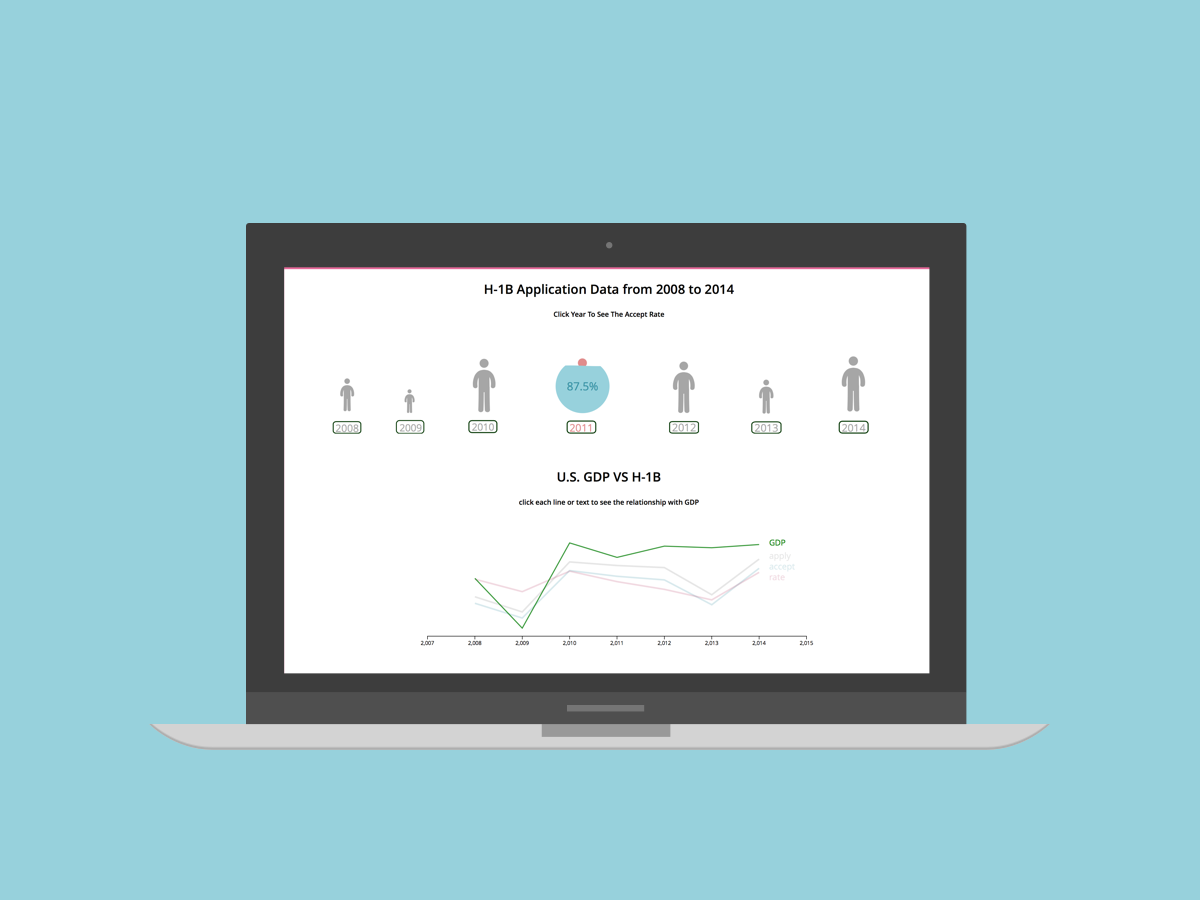 H-1B Application Data from 2008 to 2014
Click Year To See The Accept Rate
87.5%
2008 2009 2010 2011 2012 2013 2014
U.S. GDP VS H-1B
click each line or text to see the relationship with GDP
GDP
apply
accept
rate
2,007 2,008 2,009 2,010 2,011 2,012 2,013 2,014 2,015